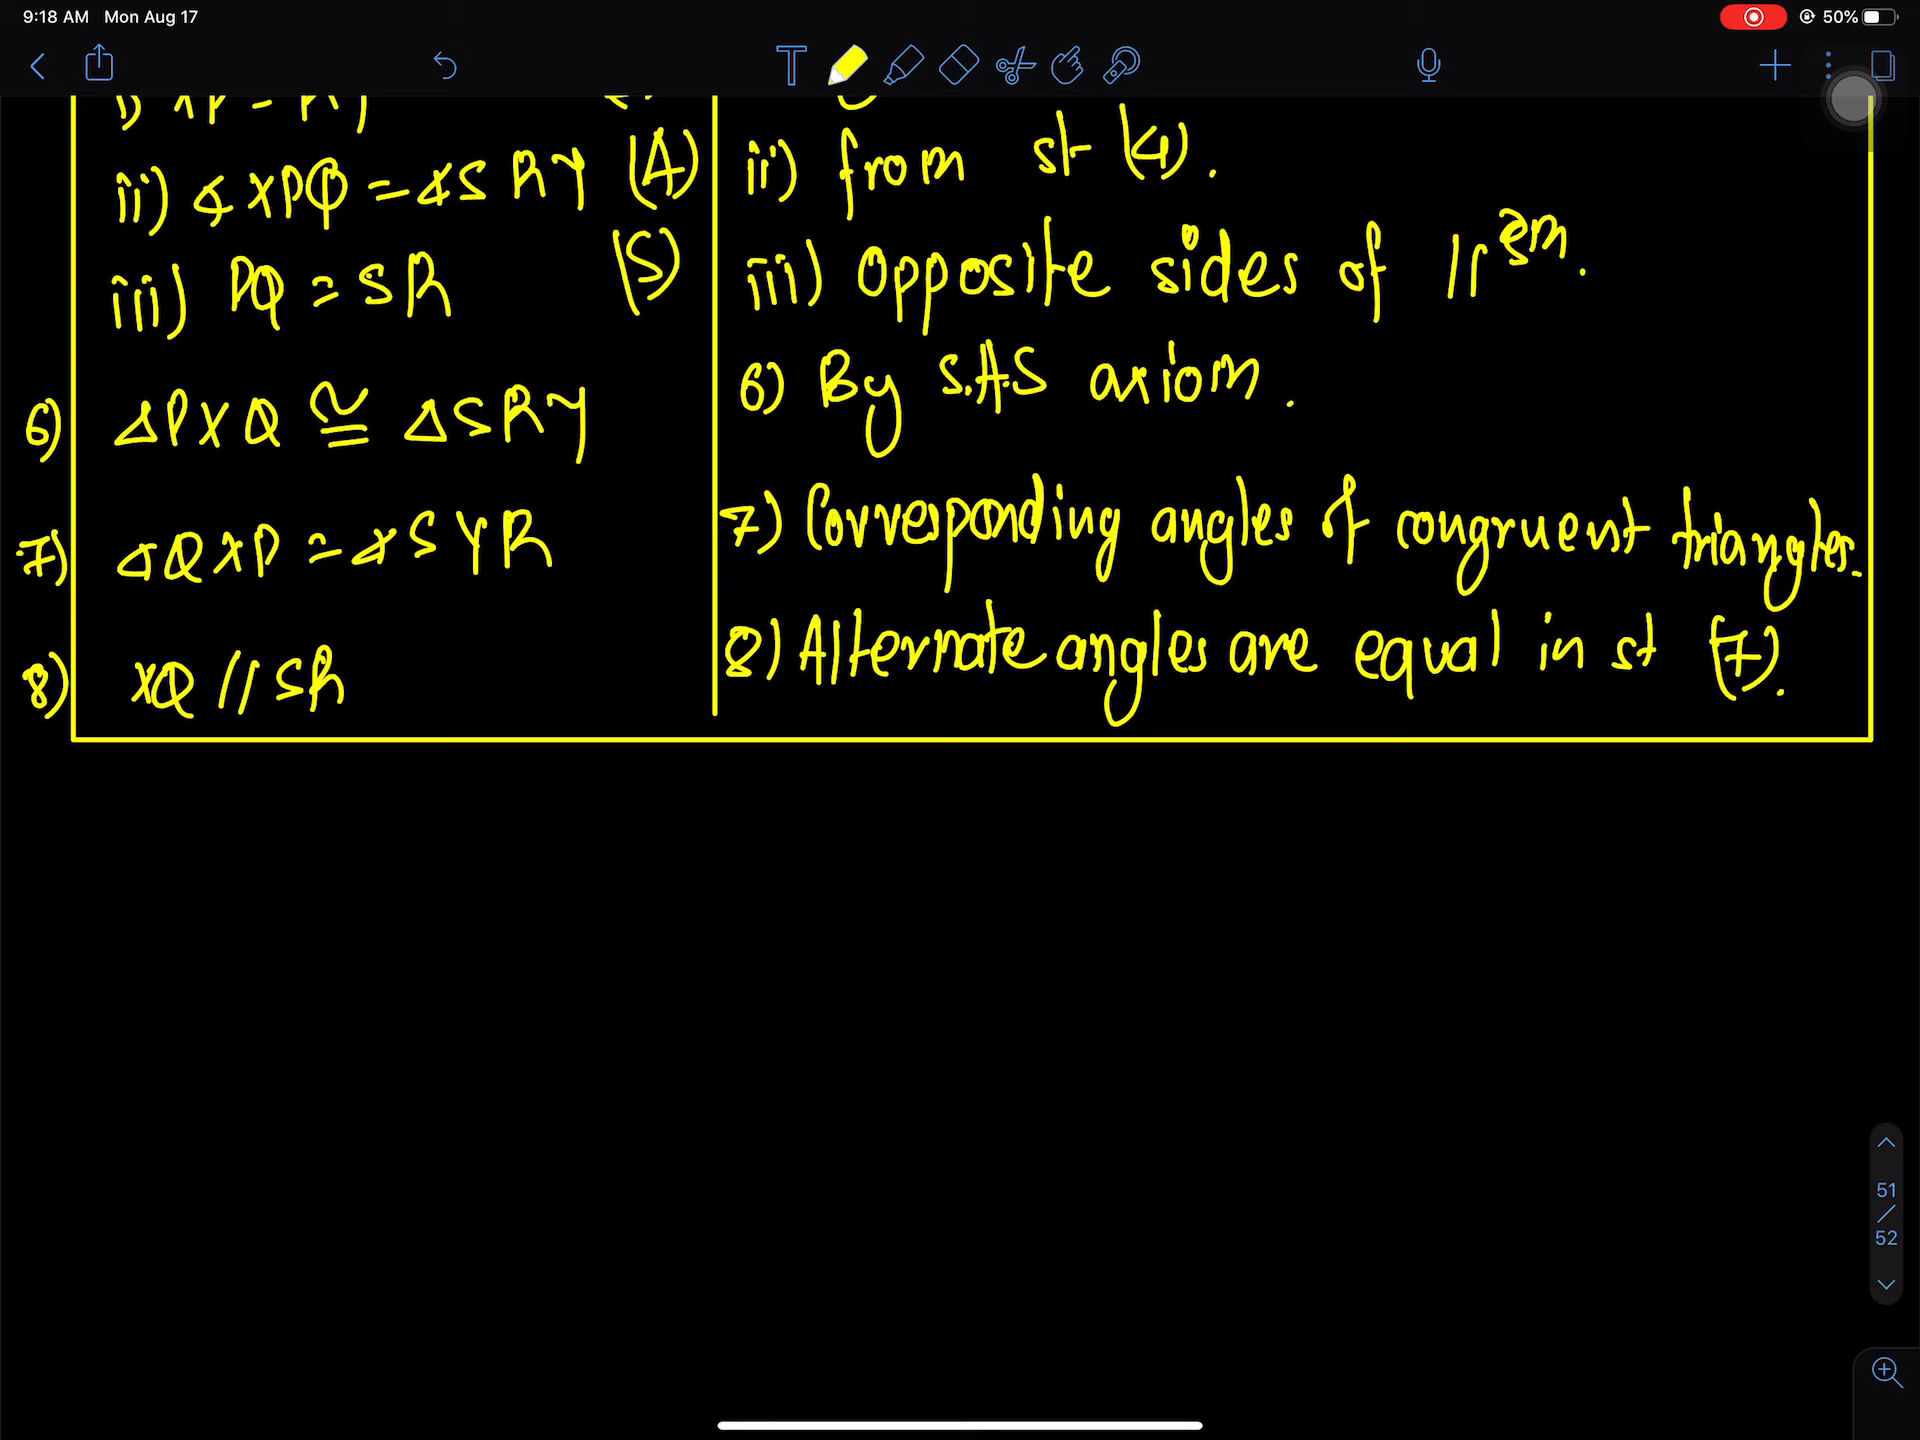 9:18 AM Mon Aug 17
50%
ii) ∢XPQ = ∢SRY (A)
ii) from st (4).
iii) PQ = SR (S)
iii) Opposite sides of ||gm.
6) ΔPXQ ≅ ΔSRY
6) By S.A.S axiom.
7) ∢QXP = ∢SYR
7) Corresponding angles of congruent triangles.
8) XQ // SR
8) Alternate angles are equal in st (7).
51
/
52